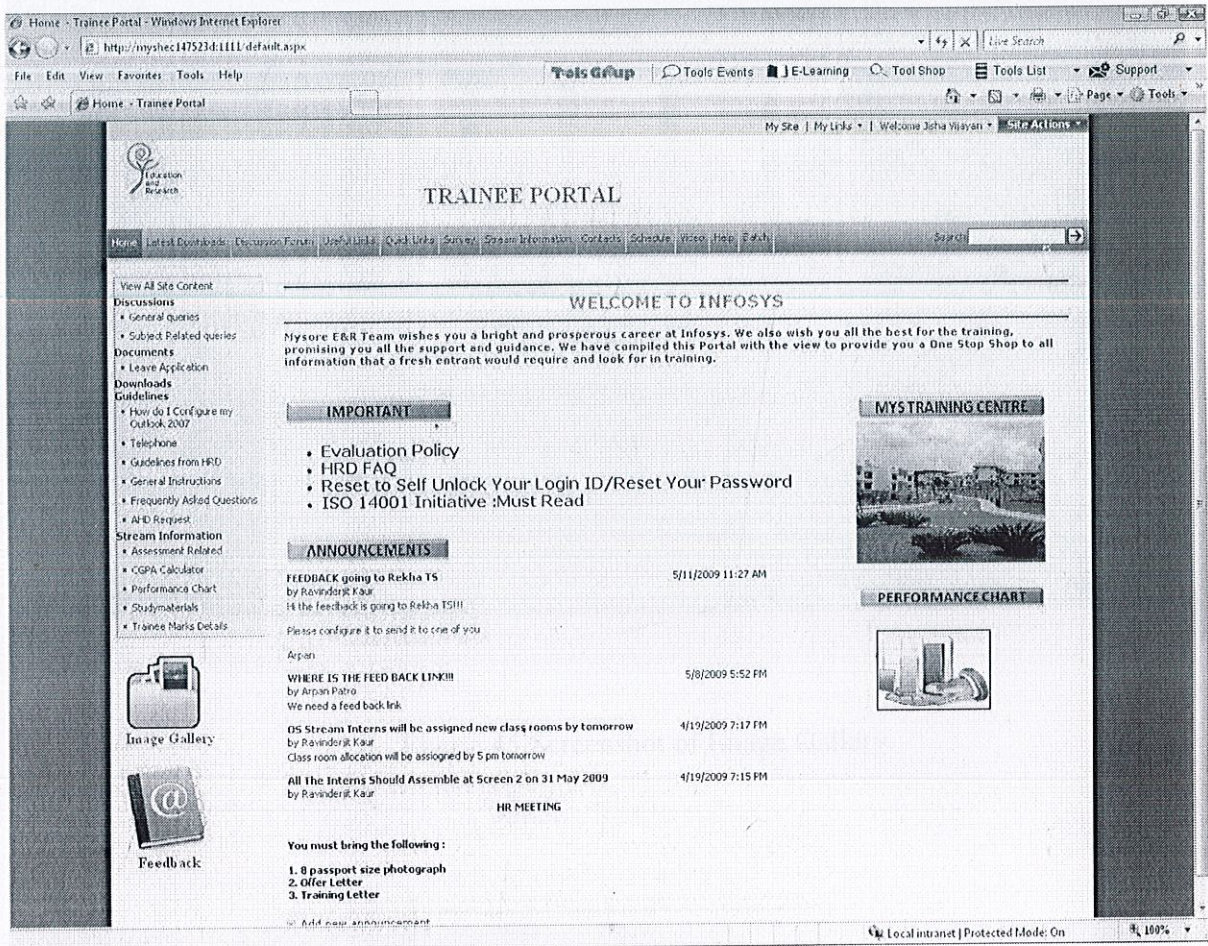 Home - Trainee Portal - Windows Internet Explorer
http://myshec147523d:1111/default.aspx
Live Search
File Edit View Favorites Tools Help
Tools Events E-Learning Tool Shop Tools List Support
Home - Trainee Portal
Page Tools
My Site | My Links | Welcome Jisha Vijayan Site Actions
Education
and
Research
TRAINEE PORTAL
Home Latest Downloads Discussion Forum Useful Links Quick Links Survey Stream Information Contacts Schedule Video Help Batch
Search
View All Site Content
Discussions
General queries
Subject Related queries
Documents
Leave Application
Downloads
Guidelines
How do I Configure my
Outlook 2007
Telephone
Guidelines from HRD
General Instructions
Frequently Asked Questions
AHD Request
Stream Information
Assessment Related
CGPA Calculator
Performance Chart
Studymaterials
Trainee Marks Details
Image Gallery
Feedback
WELCOME TO INFOSYS
Mysore E&R Team wishes you a bright and prosperous career at Infosys. We also wish you all the best for the training,
promising you all the support and guidance. We have compiled this Portal with the view to provide you a One Stop Shop to all
information that a fresh entrant would require and look for in training.
IMPORTANT
• Evaluation Policy
• HRD FAQ
• Reset to Self Unlock Your Login ID/Reset Your Password
• ISO 14001 Initiative :Must Read
ANNOUNCEMENTS
FEEDBACK going to Rekha TS 5/11/2009 11:27 AM
by Ravinderjit Kaur
Hi the feedback is going to Rekha TS!!!
Please configure it to send it to one of you
Arpan
WHERE IS THE FEED BACK LINK!!! 5/8/2009 5:52 PM
by Arpan Patro
We need a feed back link
OS Stream Interns will be assigned new class rooms by tomorrow 4/19/2009 7:17 PM
by Ravinderjit Kaur
Class room allocation will be assiogned by 5 pm tomorrow
All The Interns Should Assemble at Screen 2 on 31 May 2009 4/19/2009 7:15 PM
by Ravinderjit Kaur
HR MEETING
You must bring the following :
1. 8 passport size photograph
2. Offer Letter
3. Training Letter
Add new announcement
MYS TRAINING CENTRE
PERFORMANCE CHART
Local intranet | Protected Mode: On
100%